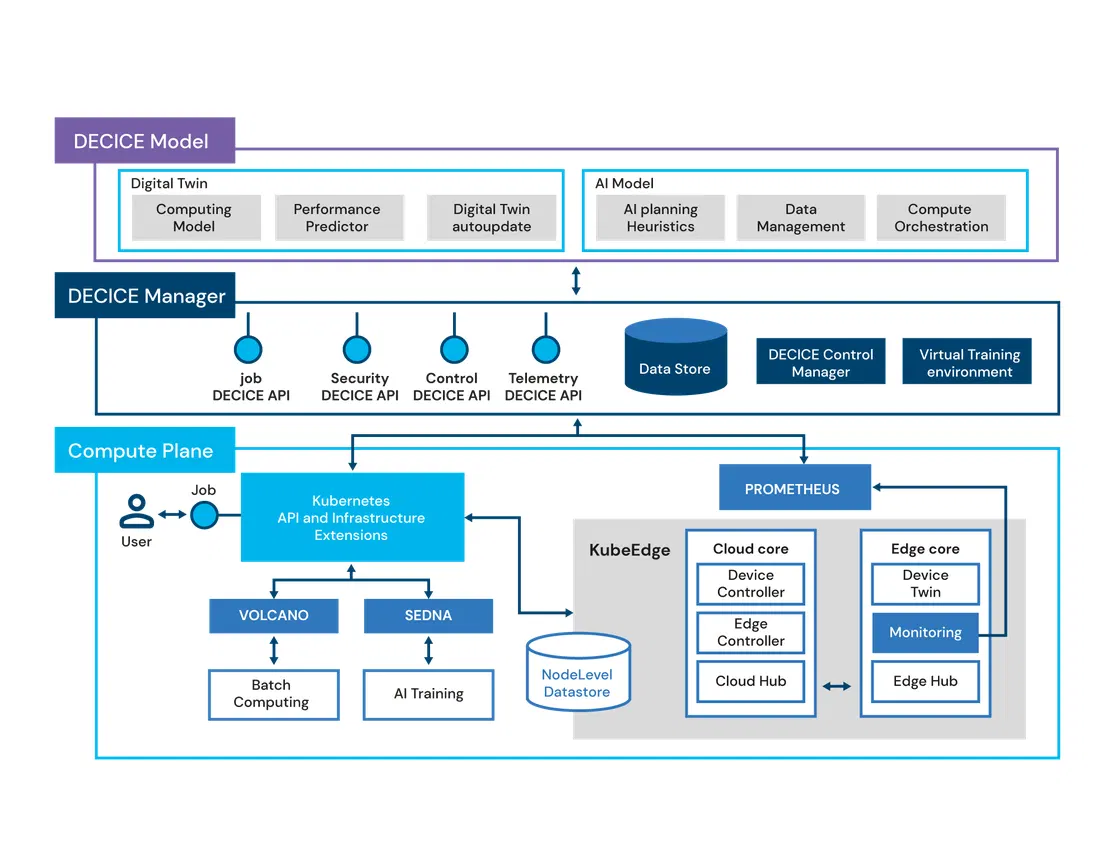 DECICE Model
Digital Twin
Computing
Model
Performance
Predictor
Digital Twin
autoupdate
AI Model
AI planning
Heuristics
Data
Management
Compute
Orchestration
DECICE Manager
job
DECICE API
Security
DECICE API
Control
DECICE API
Telemetry
DECICE API
Data Store
DECICE Control
Manager
Virtual Training
environment
Compute Plane
User
Job
Kubernetes
API and Infrastructure
Extensions
VOLCANO
SEDNA
Batch
Computing
AI Training
NodeLevel
Datastore
PROMETHEUS
KubeEdge
Cloud core
Device
Controller
Edge
Controller
Cloud Hub
Edge core
Device
Twin
Monitoring
Edge Hub